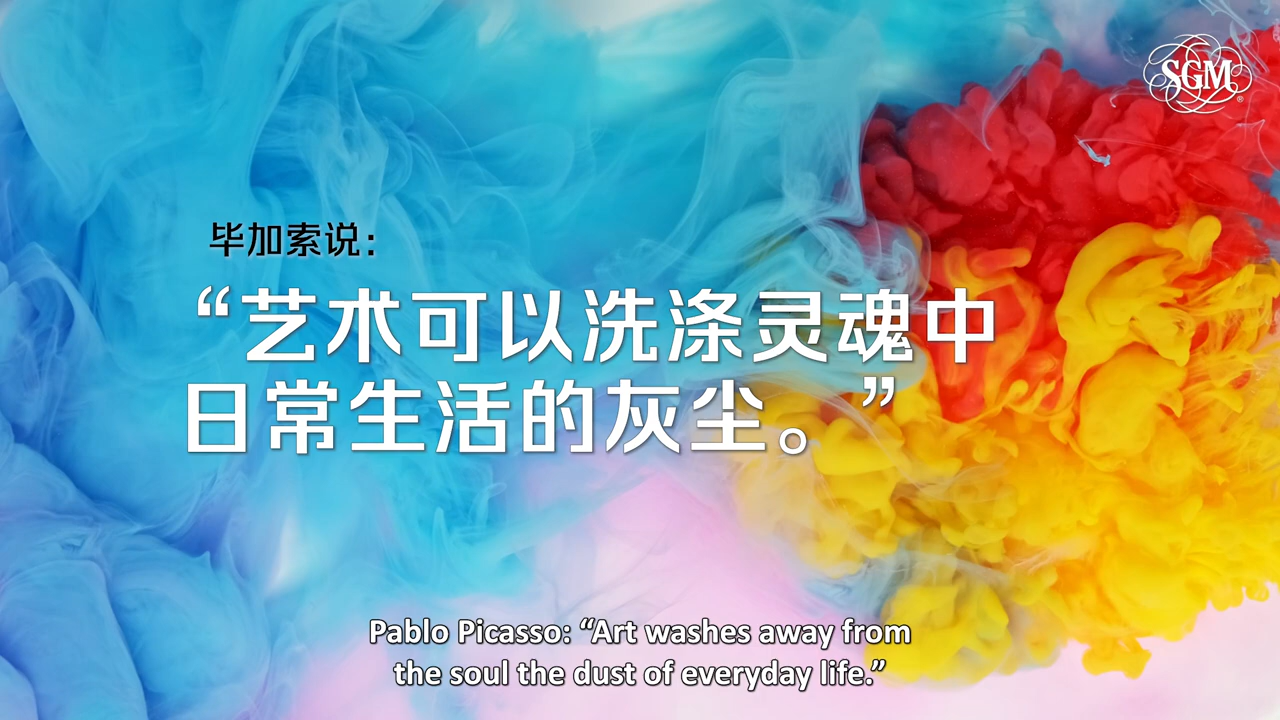 SGM
毕加索说：
“艺术可以洗涤灵魂中
日常生活的灰尘。”
Pablo Picasso: “Art washes away from
the soul the dust of everyday life.”